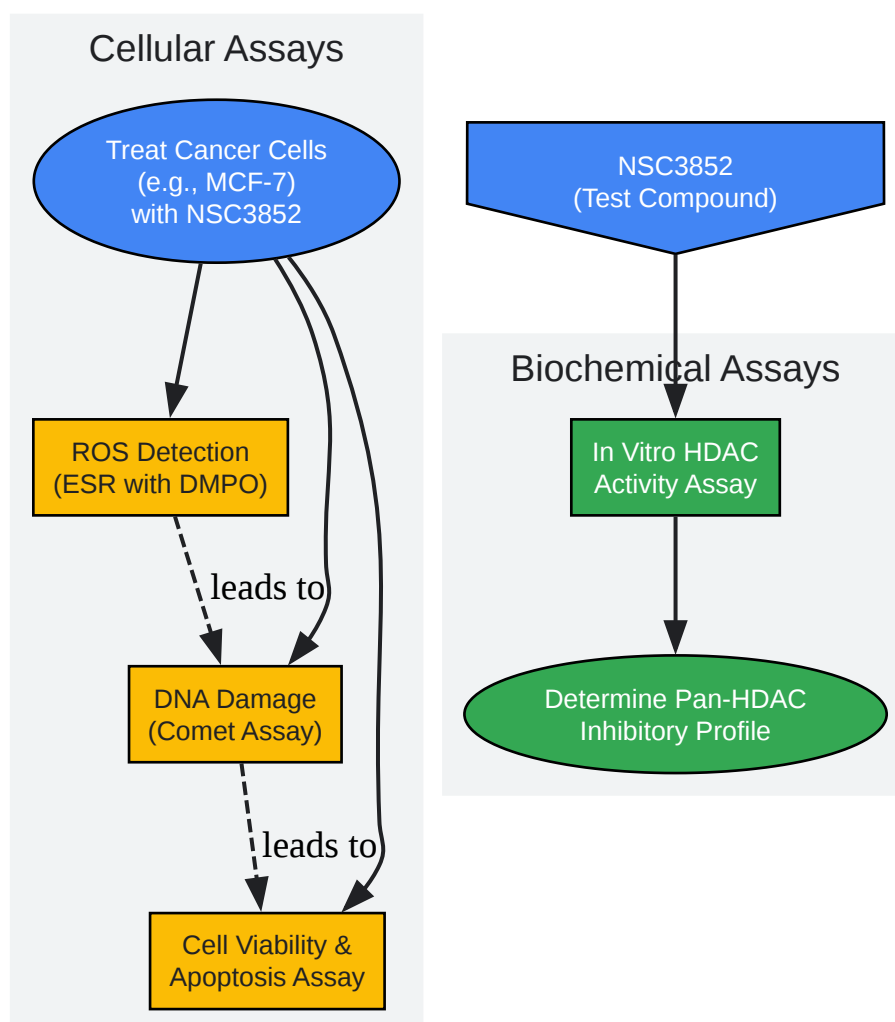 Cellular Assays
Treat Cancer Cells
(e.g., MCF-7)
with NSC3852
ROS Detection
(ESR with DMPO)
leads to
DNA Damage
(Comet Assay)
leads to
Cell Viability &
Apoptosis Assay
NSC3852
(Test Compound)
Biochemical Assays
In Vitro HDAC
Activity Assay
Determine Pan-HDAC
Inhibitory Profile